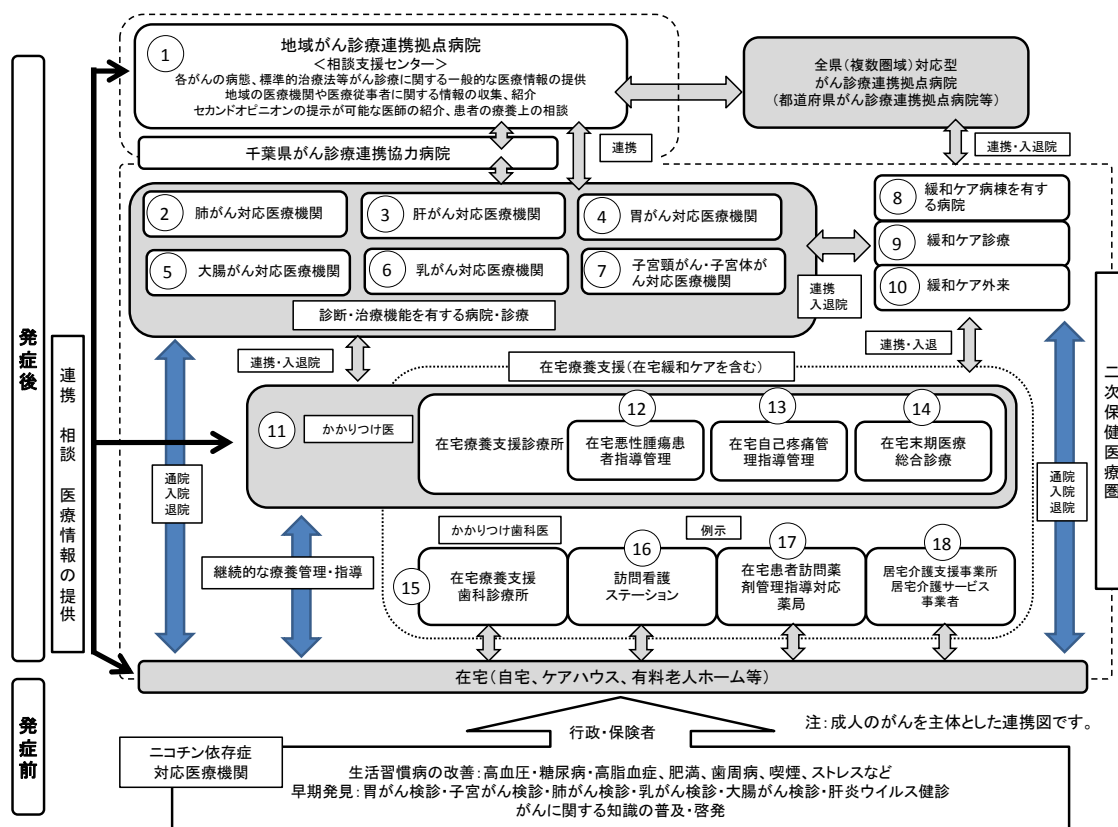 1
地域がん診療連携拠点病院
＜相談支援センター＞
各がんの病態、標準的治療法等がん診療に関する一般的な医療情報の提供
地域の医療機関や医療従事者に関する情報の収集、紹介
セカンドオピニオンの提示が可能な医師の紹介、患者の療養上の相談
全県（複数圏域）対応型
がん診療連携拠点病院
（都道府県がん診療連携拠点病院等）
千葉県がん診療連携協力病院
連携
連携・入退院
2 肺がん対応医療機関
3 肝がん対応医療機関
4 胃がん対応医療機関
5 大腸がん対応医療機関
6 乳がん対応医療機関
7 子宮頸がん・子宮体が
ん対応医療機関
診断・治療機能を有する病院・診療
連携
入退院
8 緩和ケア病棟を有す
る病院
9 緩和ケア診療
10 緩和ケア外来
発症後
連携 相談 医療情報の提供
二次保健医療圏
連携・入退院
連携・入退
在宅療養支援（在宅緩和ケアを含む）
11 かかりつけ医
在宅療養支援診療所
12
在宅悪性腫瘍患
者指導管理
13
在宅自己疼痛管
理指導管理
14
在宅末期医療
総合診療
通院
入院
退院
通院
入院
退院
継続的な療養管理・指導
かかりつけ歯科医
例示
15 在宅療養支援
歯科診療所
16
訪問看護
ステーション
17
在宅患者訪問薬
剤管理指導対応
薬局
18
居宅介護支援事業所
居宅介護サービス
事業者
在宅（自宅、ケアハウス、有料老人ホーム等）
発症前
注：成人のがんを主体とした連携図です。
行政・保険者
ニコチン依存症
対応医療機関
生活習慣病の改善：高血圧・糖尿病・高脂血症、肥満、歯周病、喫煙、ストレスなど
早期発見：胃がん検診・子宮がん検診・肺がん検診・乳がん検診・大腸がん検診・肝炎ウイルス健診
がんに関する知識の普及・啓発